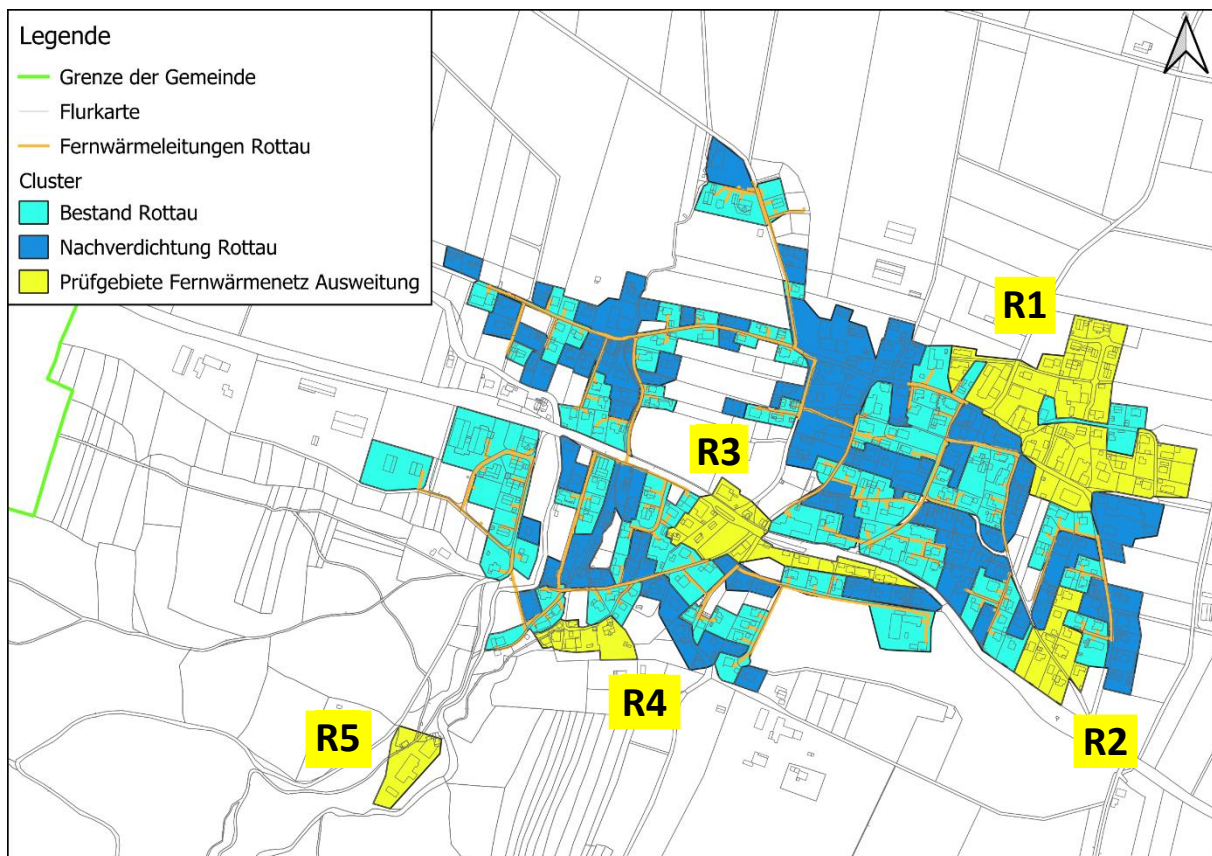 Legende
Grenze der Gemeinde
Flurkarte
Fernwärmeleitungen Rottau
Cluster
Bestand Rottau
Nachverdichtung Rottau
Prüfgebiete Fernwärmenetz Ausweitung
R1
R3
R4
R5
R2